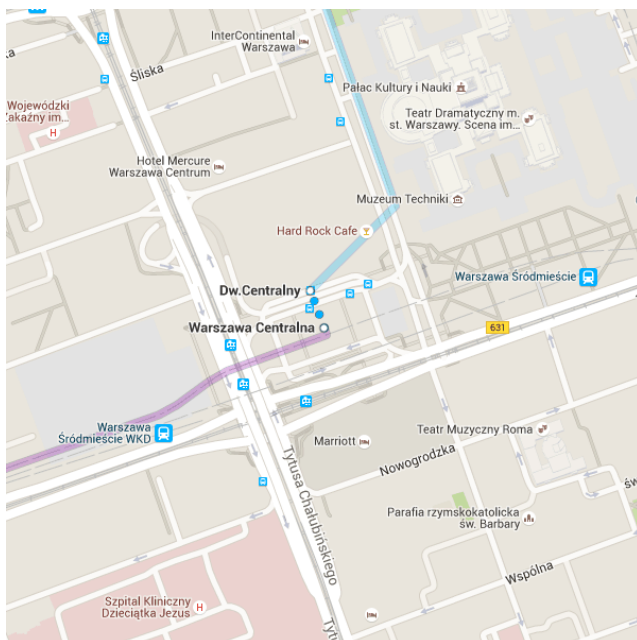 InterContinental
Warszawa
Śliska
Pałac Kultury i Nauki
Wojewódzki
Zakaźny im...
H
Teatr Dramatyczny m.
st. Warszawy. Scena im...
Hotel Mercure
Warszawa Centrum
Muzeum Techniki
Hard Rock Cafe
Dw.Centralny
Warszawa Śródmieście
Warszawa Centralna
631
Warszawa
Śródmieście WKD
Marriott
Teatr Muzyczny Roma
Nowogrodzka
Tytusa Chałubińskiego
Parafia rzymskokatolicka
św. Barbary
Wspólna
Szpital Kliniczny
Dzieciątka Jezus
H